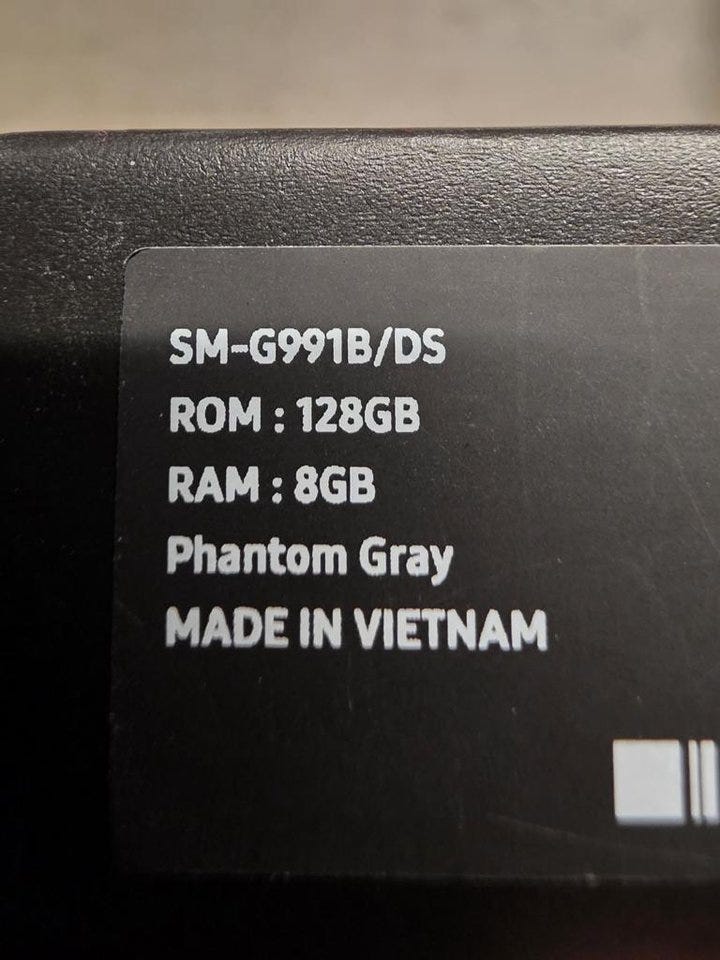 SM-G991B/DS
ROM : 128GB
RAM : 8GB
Phantom Gray
MADE IN VIETNAM